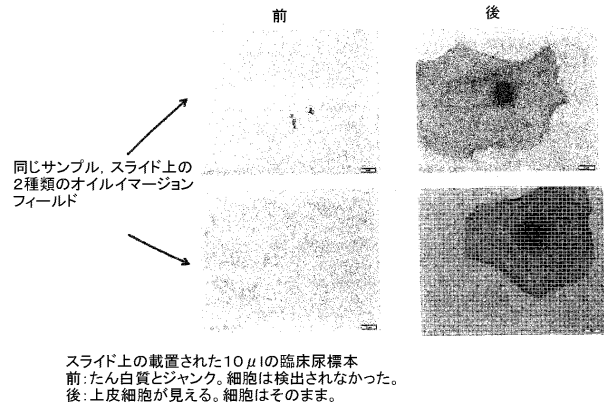 前
後
同じサンプル, スライド上の
2種類のオイルイマージョン
フィールド
スライド上の載置された10μlの臨床尿標本
前:たん白質とジャンク。細胞は検出されなかった。
後:上皮細胞が見える。細胞はそのまま。